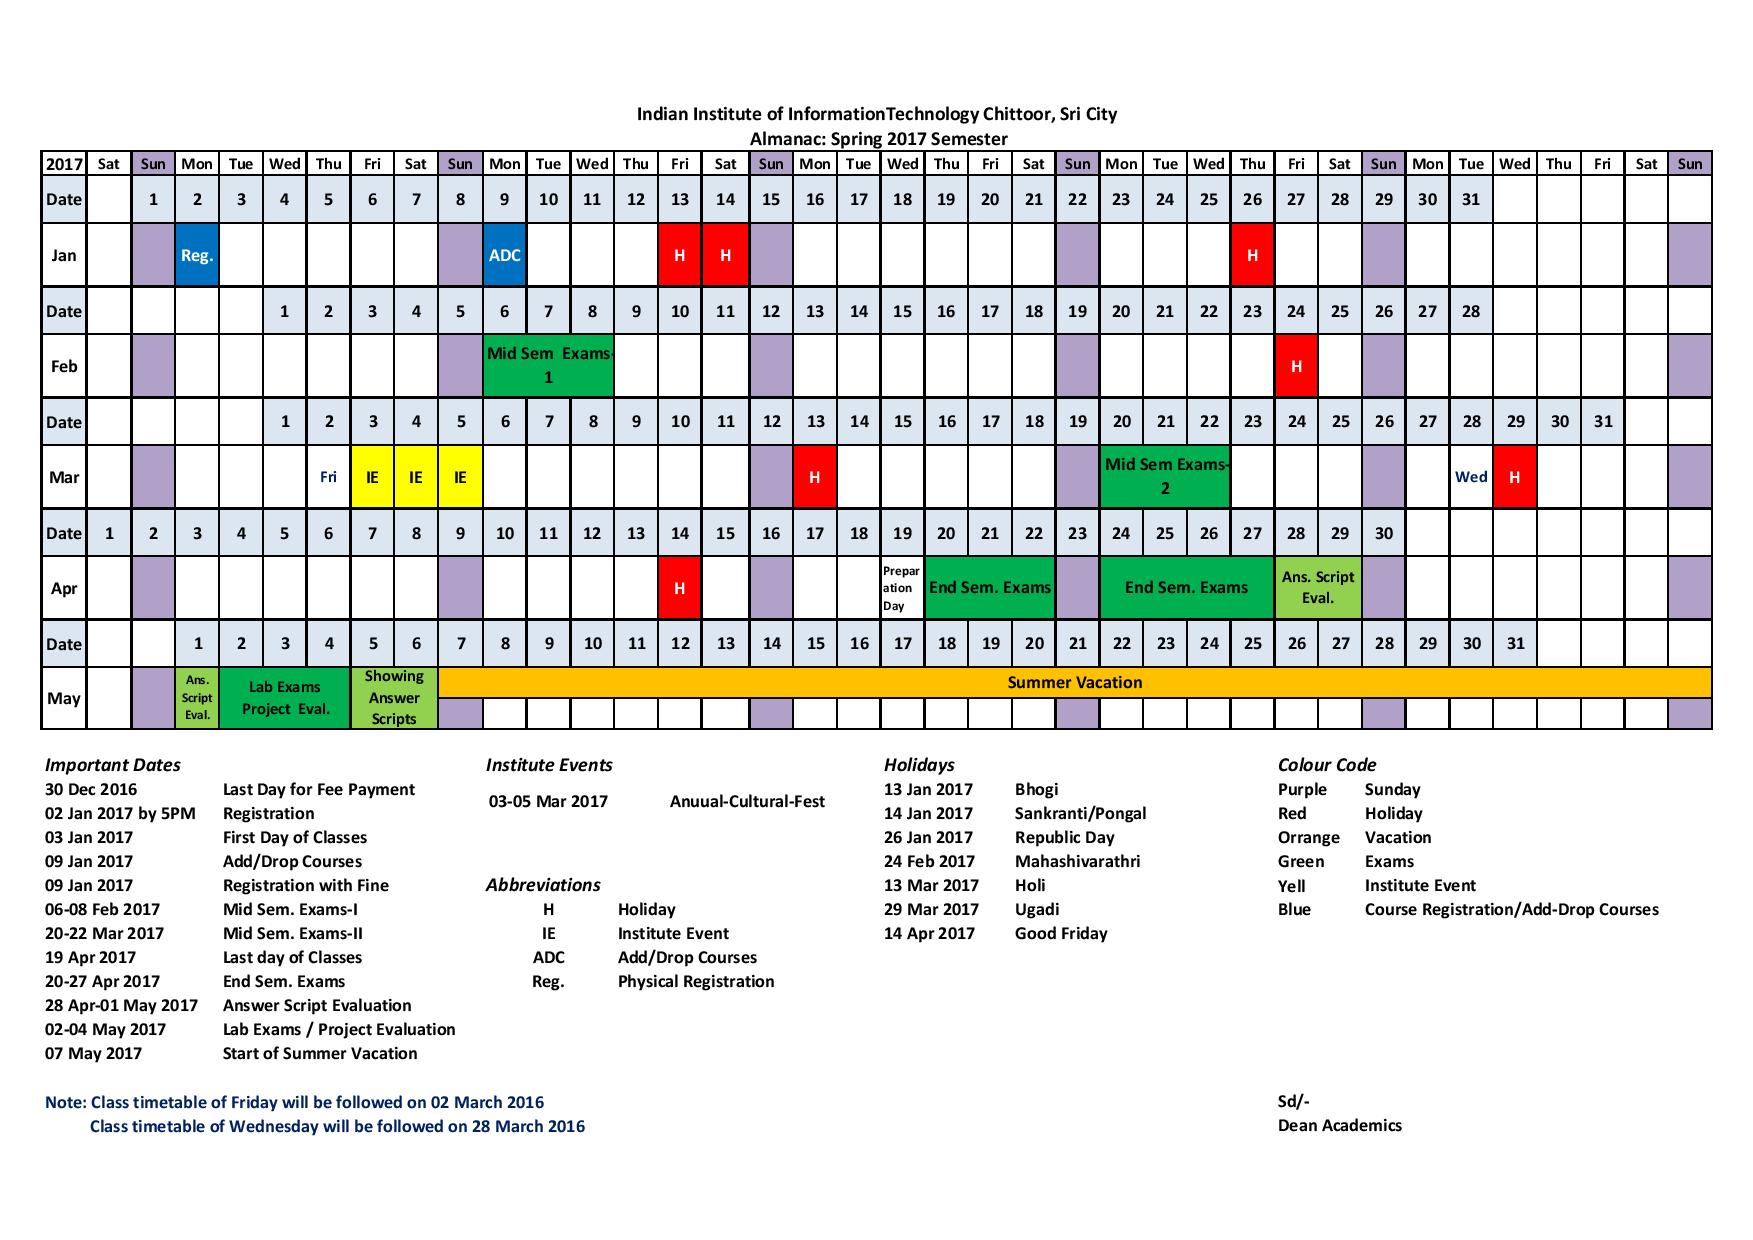 Indian Institute of InformationTechnology Chittoor, Sri City
Almanac: Spring 2017 Semester
2017 Sat Sun Mon Tue Wed Thu Fri Sat Sun Mon Tue Wed Thu Fri Sat Sun Mon Tue Wed Thu Fri Sat Sun Mon Tue Wed Thu Fri Sat Sun Mon Tue Wed Thu Fri Sat Sun
Date 1 2 3 4 5 6 7 8 9 10 11 12 13 14 15 16 17 18 19 20 21 22 23 24 25 26 27 28 29 30 31
Jan Reg. ADC H H H
Date 1 2 3 4 5 6 7 8 9 10 11 12 13 14 15 16 17 18 19 20 21 22 23 24 25 26 27 28
Feb Mid Sem Exams- H
1
Date 1 2 3 4 5 6 7 8 9 10 11 12 13 14 15 16 17 18 19 20 21 22 23 24 25 26 27 28 29 30 31
Mar Fri IE IE IE H Mid Sem Exams- Wed H
2
Date 1 2 3 4 5 6 7 8 9 10 11 12 13 14 15 16 17 18 19 20 21 22 23 24 25 26 27 28 29 30
Apr H Prepar
ation
Day
End Sem. Exams End Sem. Exams Ans. Script
Eval.
Date 1 2 3 4 5 6 7 8 9 10 11 12 13 14 15 16 17 18 19 20 21 22 23 24 25 26 27 28 29 30 31
May Ans.
Script
Eval.
Lab Exams
Project Eval.
Showing
Answer
Scripts
Summer Vacation
Important Dates
30 Dec 2016 Last Day for Fee Payment
02 Jan 2017 by 5PM Registration
03 Jan 2017 First Day of Classes
09 Jan 2017 Add/Drop Courses
09 Jan 2017 Registration with Fine
06-08 Feb 2017 Mid Sem. Exams-I
20-22 Mar 2017 Mid Sem. Exams-II
19 Apr 2017 Last day of Classes
20-27 Apr 2017 End Sem. Exams
28 Apr-01 May 2017 Answer Script Evaluation
02-04 May 2017 Lab Exams / Project Evaluation
07 May 2017 Start of Summer Vacation
Institute Events
03-05 Mar 2017 Anuual-Cultural-Fest
Abbreviations
H Holiday
IE Institute Event
ADC Add/Drop Courses
Reg. Physical Registration
Holidays
13 Jan 2017 Bhogi
14 Jan 2017 Sankranti/Pongal
26 Jan 2017 Republic Day
24 Feb 2017 Mahashivarathri
13 Mar 2017 Holi
29 Mar 2017 Ugadi
14 Apr 2017 Good Friday
Colour Code
Purple Sunday
Red Holiday
Orrange Vacation
Green Exams
Yell Institute Event
Blue Course Registration/Add-Drop Courses
Note: Class timetable of Friday will be followed on 02 March 2016
Class timetable of Wednesday will be followed on 28 March 2016
Sd/-
Dean Academics